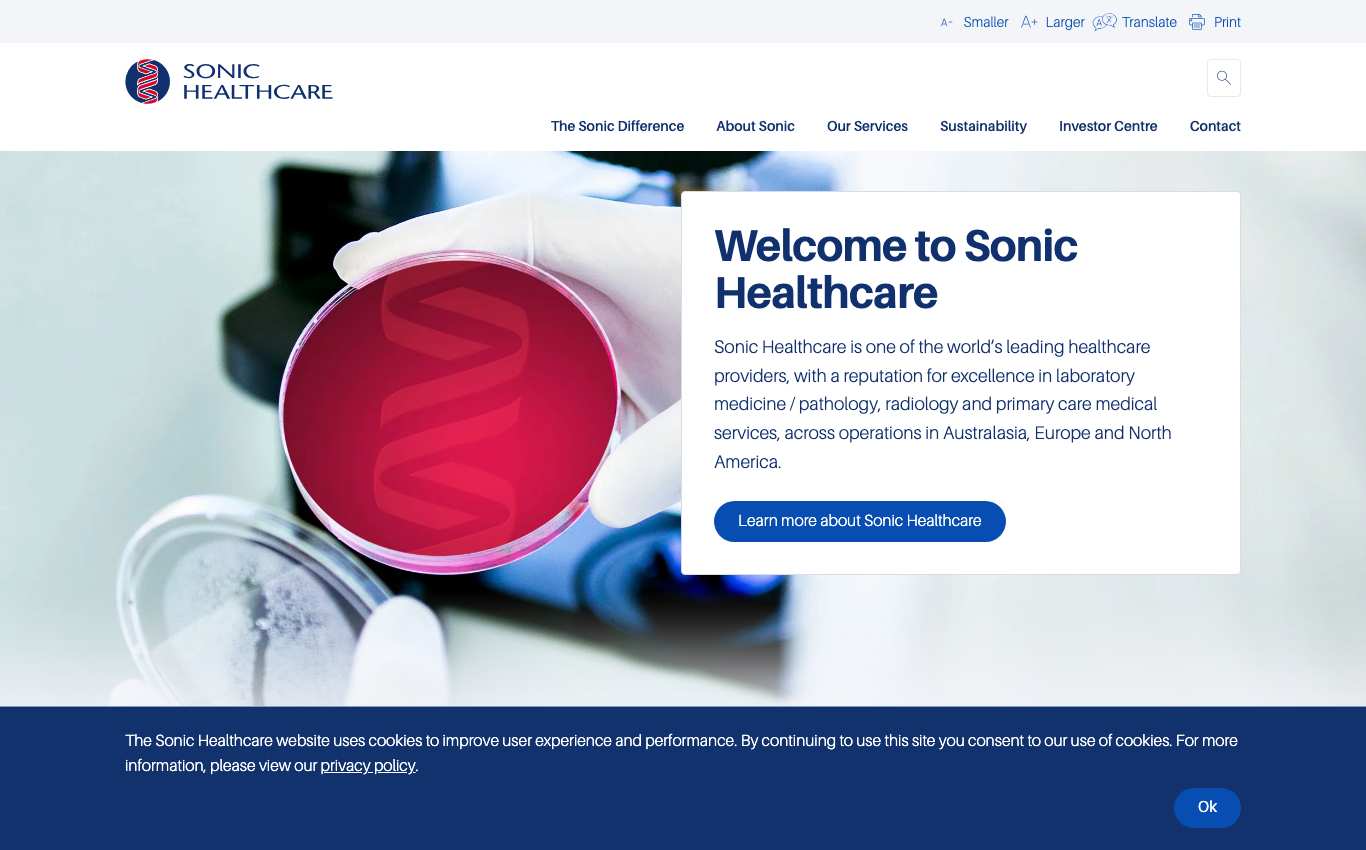 A- Smaller A+ Larger Translate Print
SONIC
HEALTHCARE
The Sonic Difference About Sonic Our Services Sustainability Investor Centre Contact
Welcome to Sonic
Healthcare
Sonic Healthcare is one of the world’s leading healthcare
providers, with a reputation for excellence in laboratory
medicine / pathology, radiology and primary care medical
services, across operations in Australasia, Europe and North
America.
Learn more about Sonic Healthcare
The Sonic Healthcare website uses cookies to improve user experience and performance. By continuing to use this site you consent to our use of cookies. For more
information, please view our privacy policy.
Ok